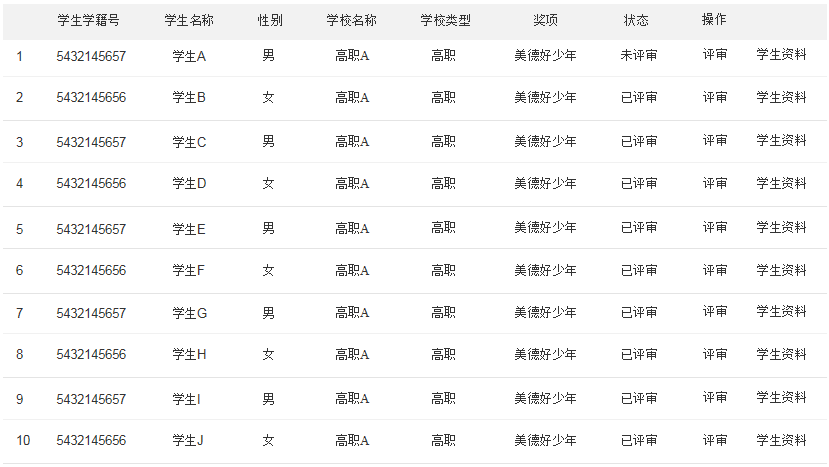 学生学籍号 学生名称 性别 学校名称 学校类型 奖项 状态 操作
1 5432145657 学生A 男 高职A 高职 美德好少年 未评审 评审 学生资料
2 5432145656 学生B 女 高职A 高职 美德好少年 已评审 评审 学生资料
3 5432145657 学生C 男 高职A 高职 美德好少年 已评审 评审 学生资料
4 5432145656 学生D 女 高职A 高职 美德好少年 已评审 评审 学生资料
5 5432145657 学生E 男 高职A 高职 美德好少年 已评审 评审 学生资料
6 5432145656 学生F 女 高职A 高职 美德好少年 已评审 评审 学生资料
7 5432145657 学生G 男 高职A 高职 美德好少年 已评审 评审 学生资料
8 5432145656 学生H 女 高职A 高职 美德好少年 已评审 评审 学生资料
9 5432145657 学生I 男 高职A 高职 美德好少年 已评审 评审 学生资料
10 5432145656 学生J 女 高职A 高职 美德好少年 已评审 评审 学生资料